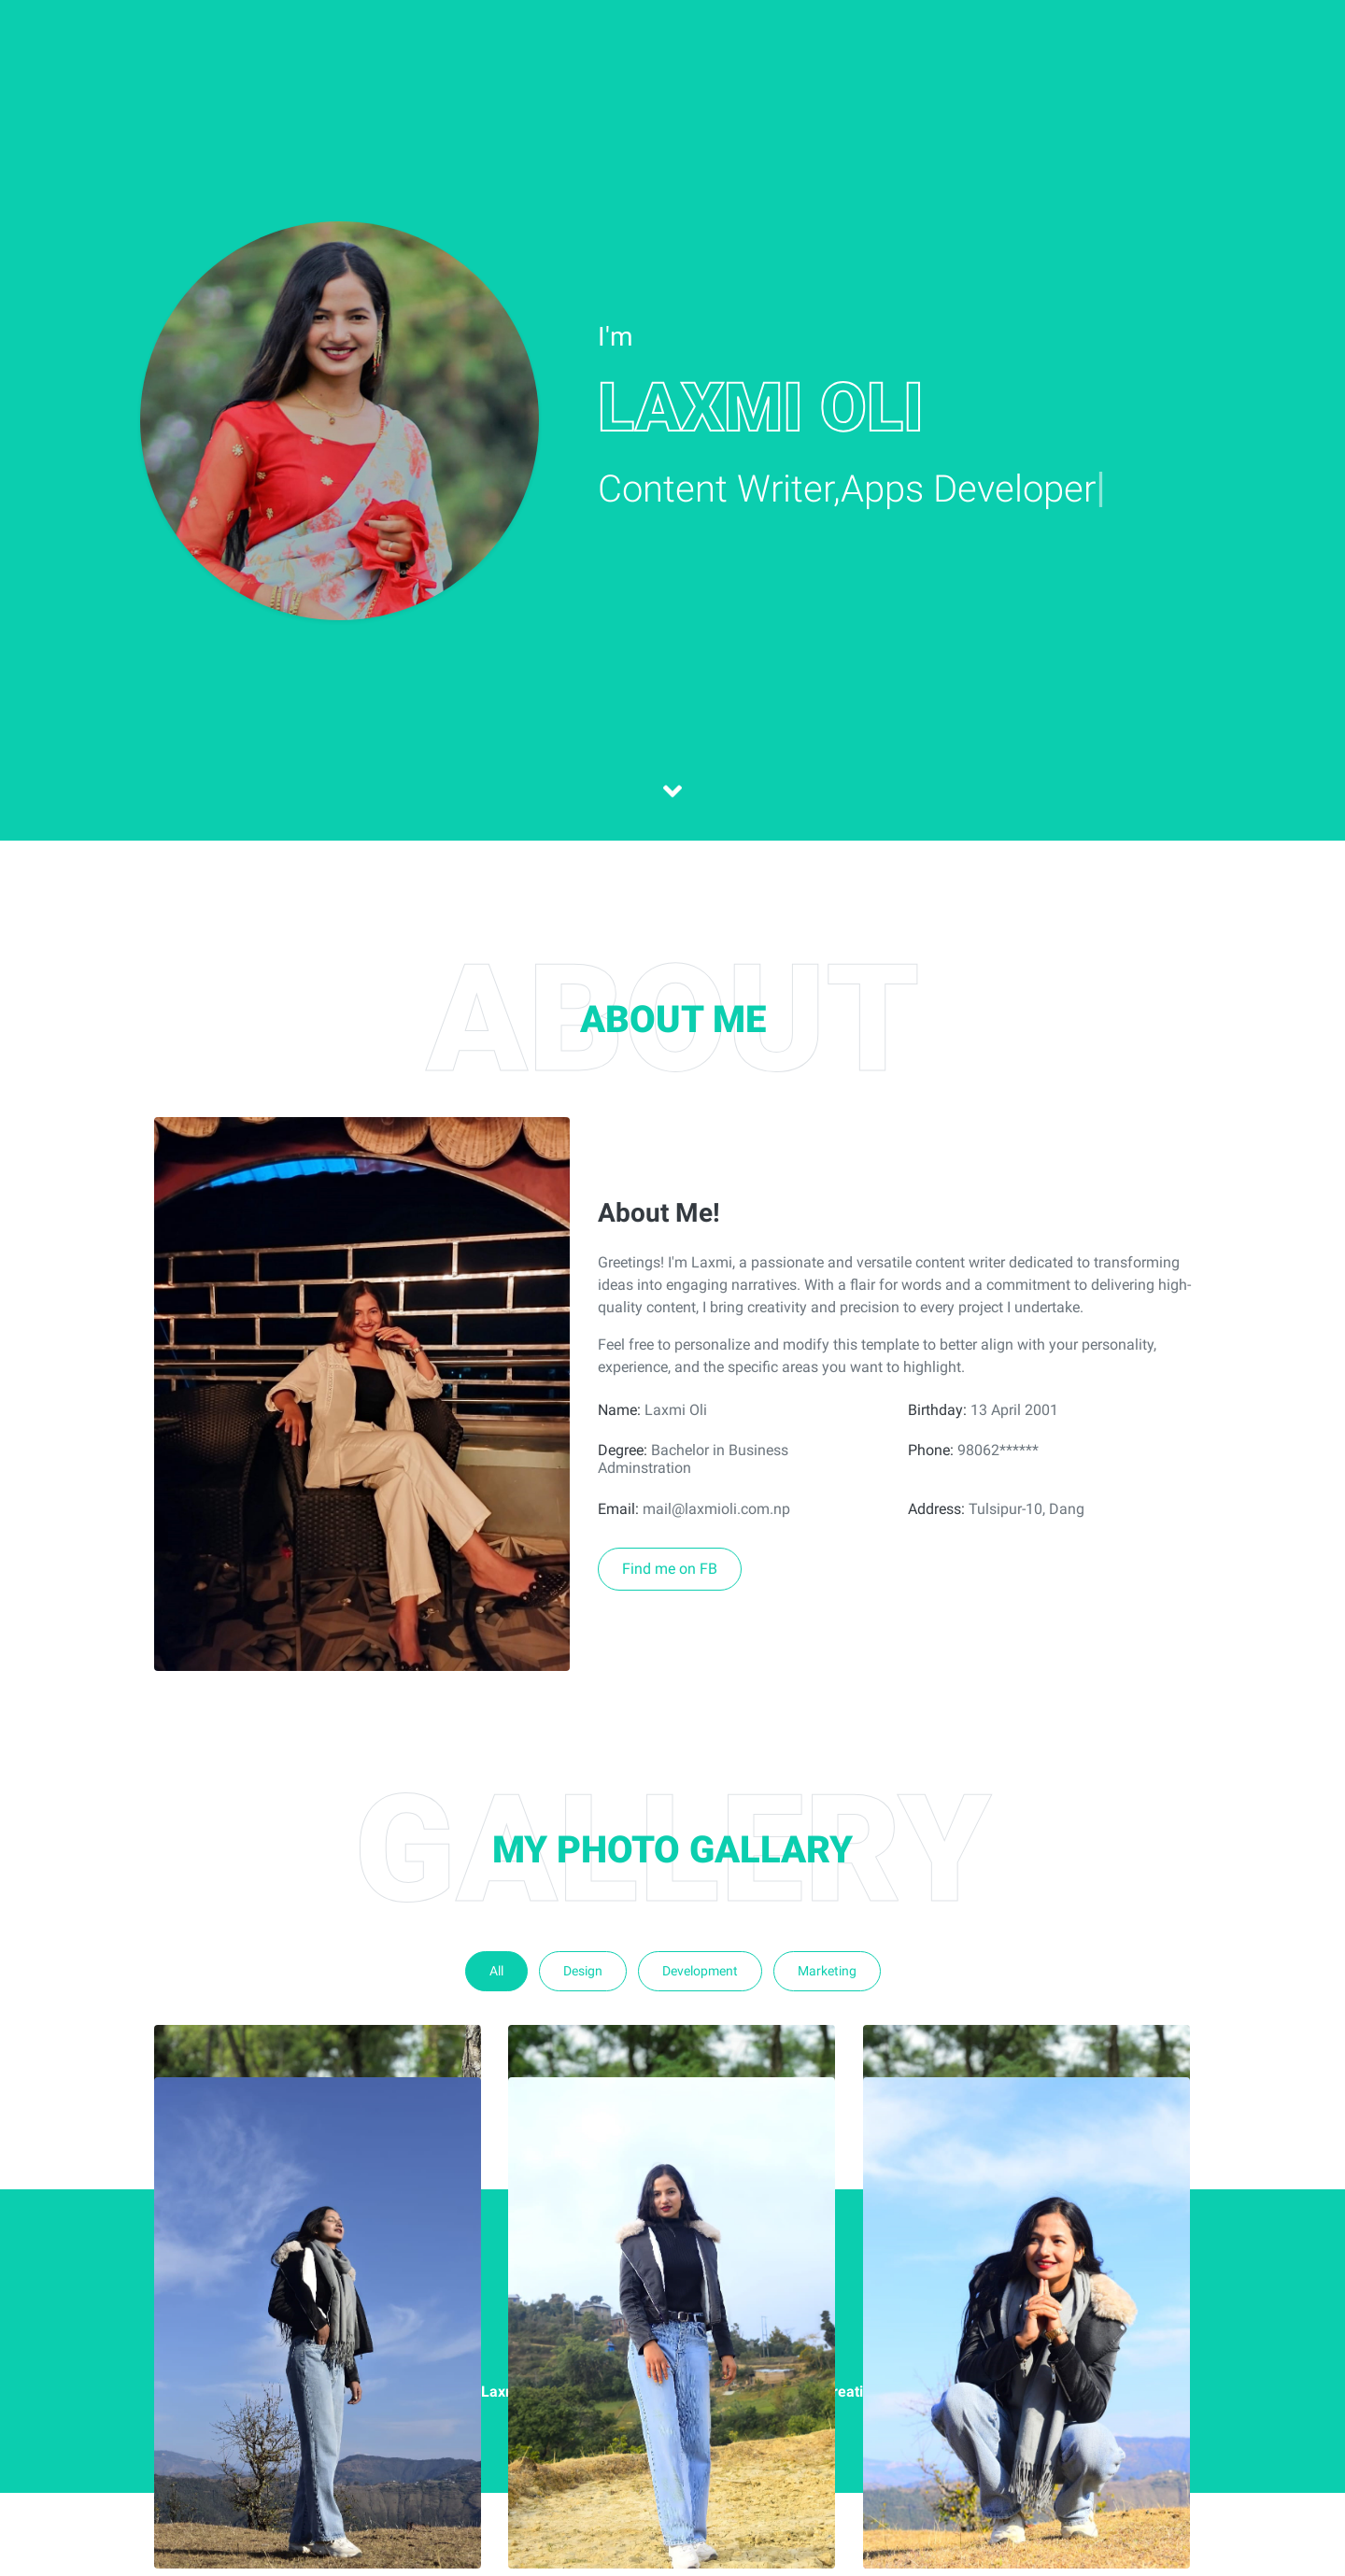 I'm
LAXMI OLI
Content Writer,Apps Developer
ABOUT
ABOUT ME
About Me!
Greetings! I'm Laxmi, a passionate and versatile content writer dedicated to transforming
ideas into engaging narratives. With a flair for words and a commitment to delivering high-
quality content, I bring creativity and precision to every project I undertake.
Feel free to personalize and modify this template to better align with your personality,
experience, and the specific areas you want to highlight.
Name: Laxmi Oli
Birthday: 13 April 2001
Degree: Bachelor in Business
Adminstration
Phone: 98062******
Email: mail@laxmioli.com.np
Address: Tulsipur-10, Dang
Find me on FB
GALLERY
MY PHOTO GALLARY
All
Design
Development
Marketing